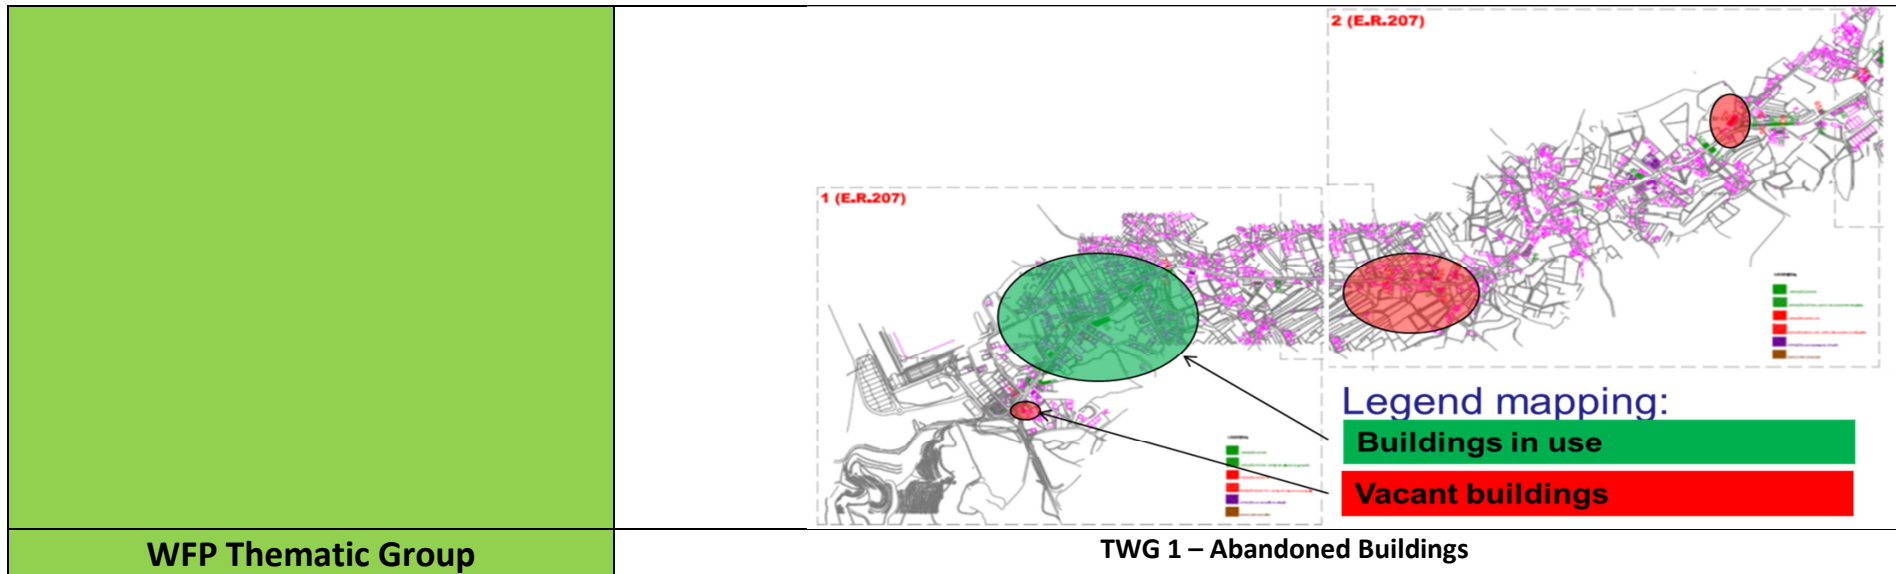 2 (E.R.207)
1 (E.R.207)
Legend mapping:
Buildings in use
Vacant buildings
WFP Thematic Group
TWG 1 – Abandoned Buildings